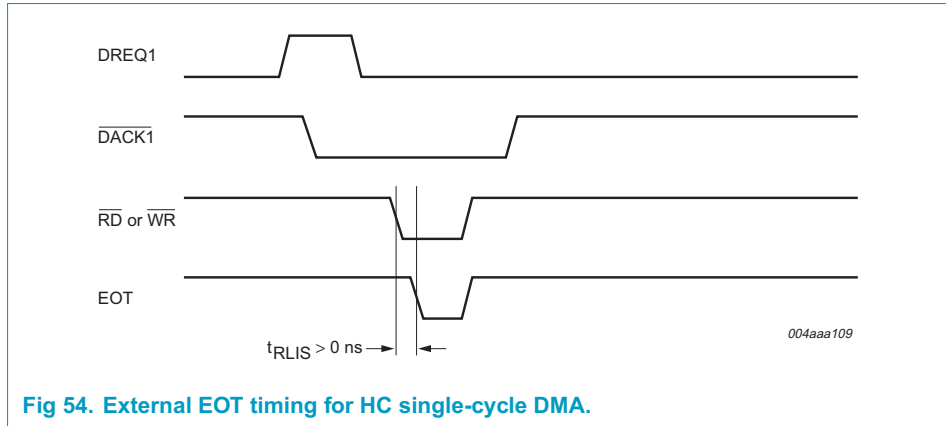 DREQ1
DACK1
RD or WR
EOT
004aaa109
tRLIS > 0 ns
Fig 54. External EOT timing for HC single-cycle DMA.